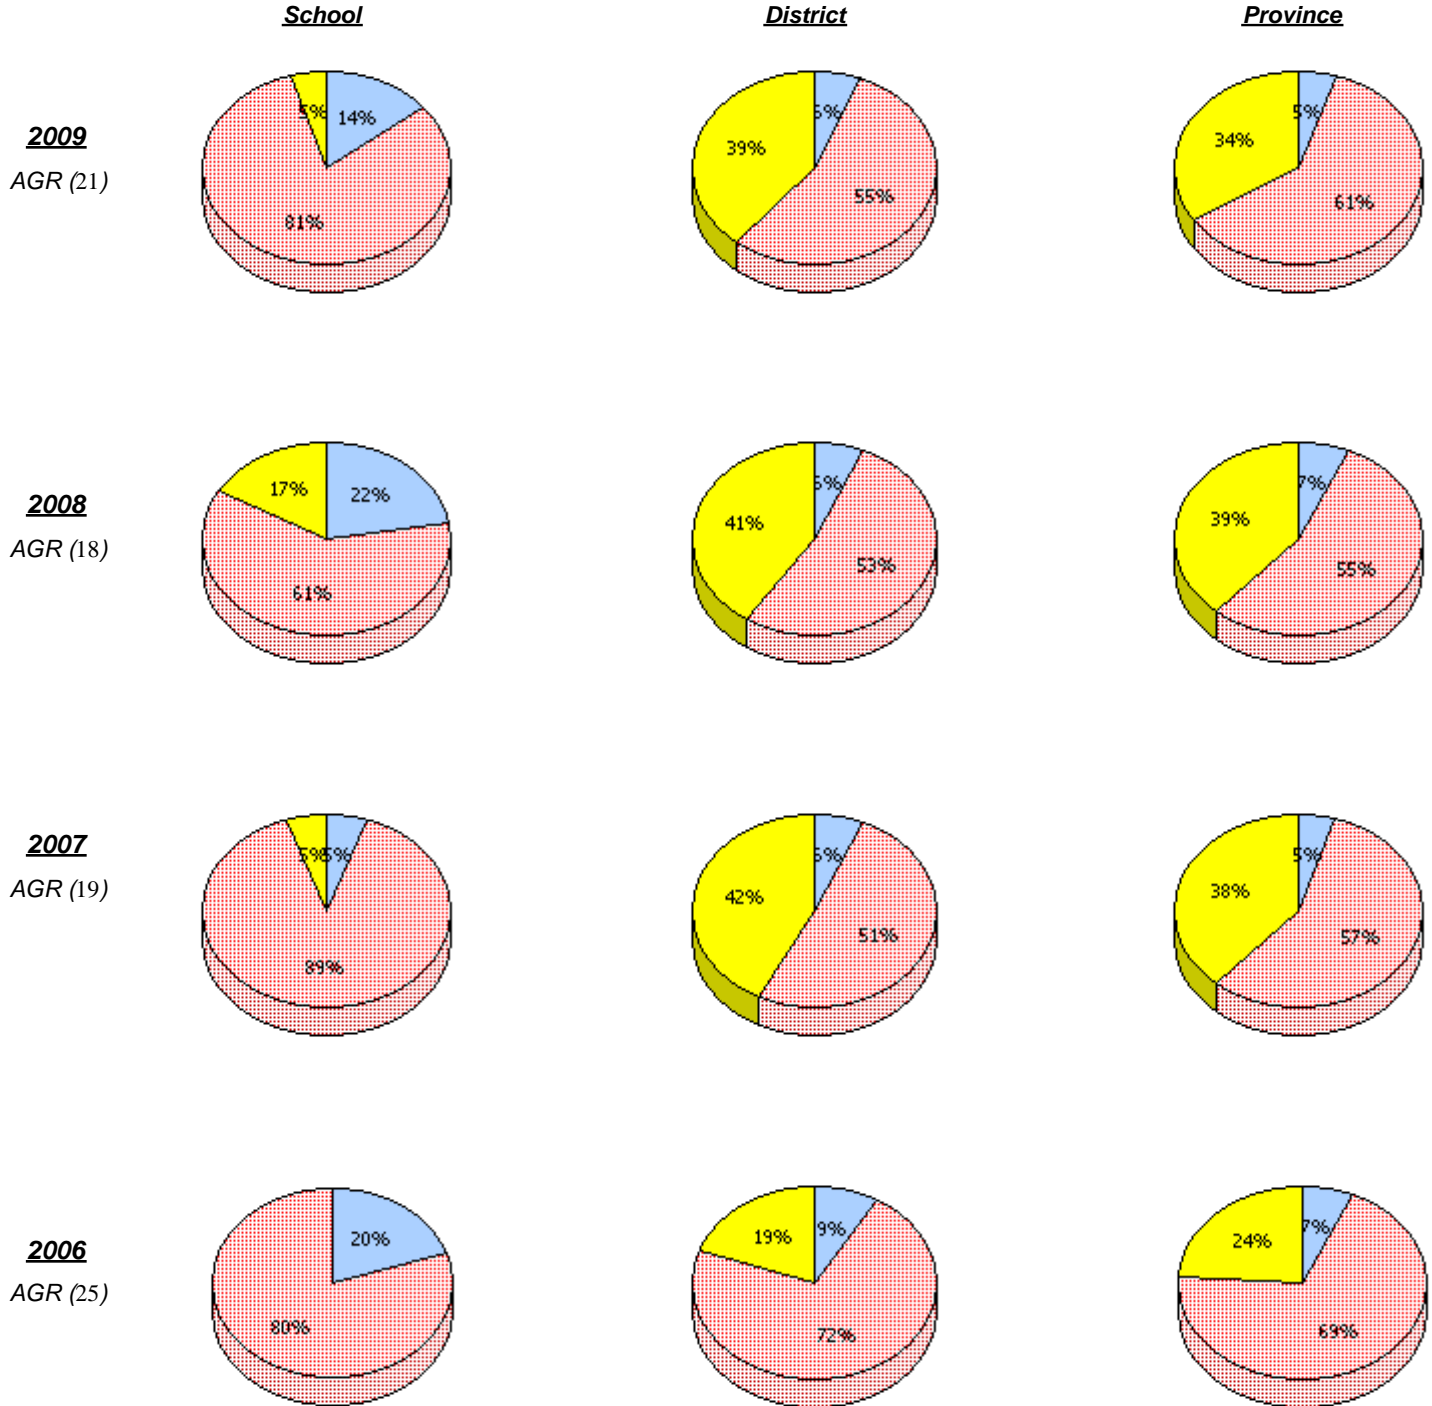 School District Province
5% 14% 6% 5%
2009 39% 34%
AGR (21) 55% 61%
81%
17% 22% 6% 7%
2008 41% 39%
AGR (18) 53% 55%
61%
5% 5% 6% 5%
2007 42% 38%
AGR (19) 51% 57%
89%
20% 19% 9% 24% 7%
2006
AGR (25)
80% 72% 69%